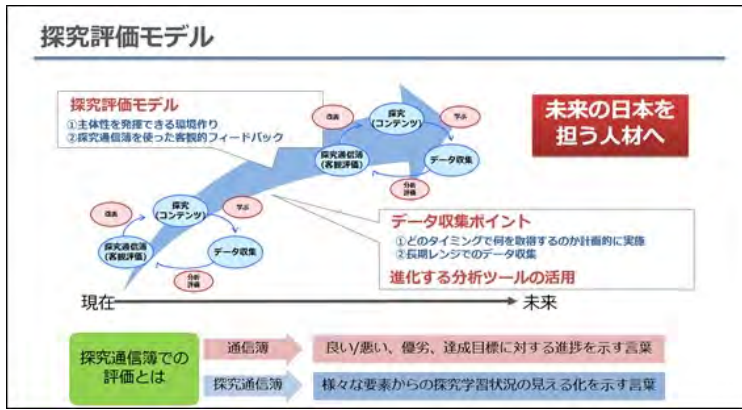 探究評価モデル
探究評価モデル
①主体性を発揮できる環境作り
②探究通信簿を使った客観的フィードバック
改善
探究
(コンテンツ)
学ぶ
探究通信簿
(客観評価)
データ収集
分析
評価
未来の日本を
担う人材へ
改善
探究
(コンテンツ)
学ぶ
探究通信簿
(客観評価)
データ収集
分析
評価
データ収集ポイント
①どのタイミングで何を取得するのか計画的に実施
②長期レンジでのデータ収集
進化する分析ツールの活用
現在
未来
探究通信簿での
評価とは
通信簿
良い/悪い、優劣、達成目標に対する進捗を示す言葉
探究通信簿
様々な要素からの探究学習状況の見える化を示す言葉